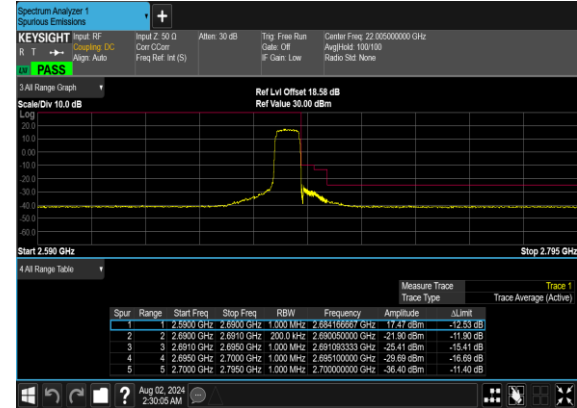 Spectrum Analyzer 1
Spurious Emissions
KEYSIGHT Input: RF Input Z: 50 Ω Atten: 30 dB Trig: Free Run Center Freq: 22.005000000 GHz
R T Coupling: DC Corr CCorr Gate: Off Avg|Hold: 100/100
Align: Auto Freq Ref: Int (S) IF Gain: Low Radio Std: None
PASS
3 All Range Graph
Ref Lvl Offset 18.58 dB
Scale/Div 10.0 dB Ref Value 30.00 dBm
Log
20.0
10.0
0.00
-10.0
-20.0
-30.0
-40.0
-50.0
-60.0
Start 2.590 GHz Stop 2.795 GHz
4 All Range Table
Measure Trace Trace 1
Trace Type Trace Average (Active)
Spur Range Start Freq Stop Freq RBW Frequency Amplitude ΔLimit
1 1 2.5900 GHz 2.6900 GHz 1.000 MHz 2.684166667 GHz 17.47 dBm -12.53 dB
2 2 2.6900 GHz 2.6910 GHz 200.0 kHz 2.690050000 GHz -21.90 dBm -11.90 dB
3 3 2.6910 GHz 2.6950 GHz 1.000 MHz 2.691093333 GHz -25.41 dBm -15.41 dB
4 4 2.6950 GHz 2.7000 GHz 1.000 MHz 2.695100000 GHz -29.69 dBm -16.69 dB
5 5 2.7000 GHz 2.7950 GHz 1.000 MHz 2.700000000 GHz -36.40 dBm -11.40 dB
Aug 02, 2024
2:30:05 AM